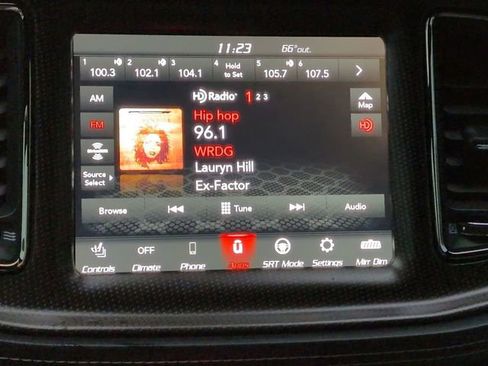 11:23 66° out.
1 2 3 4 5 6
100.3 102.1 104.1 Hold to Set 105.7 107.5
AM HD Radio 1 2 3 Map
FM Hip hop HD
96.1
SiriusXM WRDG
Source Select Lauryn Hill
Ex-Factor
Browse Tune Audio
OFF
Controls Climate Phone SRT Mode Settings Mirr Dim